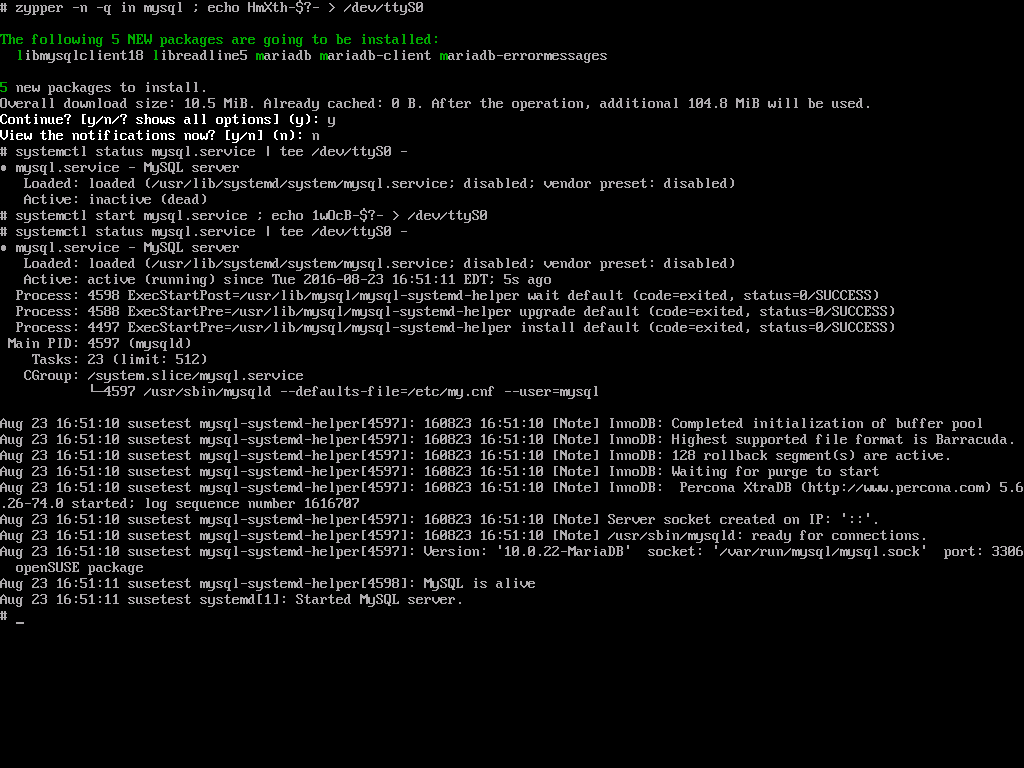 # zypper -n -q in mysql ; echo HmXth-$?- > /dev/ttyS0
The following 5 NEW packages are going to be installed:
libmysqlclient18 libreadline5 mariadb mariadb-client mariadb-errormessages
5 new packages to install.
Overall download size: 10.5 MiB. Already cached: 0 B. After the operation, additional 104.8 MiB will be used.
Continue? [y/n/? shows all options] (y): y
View the notifications now? [y/n] (n): n
# systemctl status mysql.service | tee /dev/ttyS0 -
● mysql.service - MySQL server
Loaded: loaded (/usr/lib/systemd/system/mysql.service; disabled; vendor preset: disabled)
Active: inactive (dead)
# systemctl start mysql.service ; echo 1wOcB-$?- > /dev/ttyS0
# systemctl status mysql.service | tee /dev/ttyS0 -
● mysql.service - MySQL server
Loaded: loaded (/usr/lib/systemd/system/mysql.service; disabled; vendor preset: disabled)
Active: active (running) since Tue 2016-08-23 16:51:11 EDT; 5s ago
Process: 4598 ExecStartPost=/usr/lib/mysql/mysql-systemd-helper wait default (code=exited, status=0/SUCCESS)
Process: 4588 ExecStartPre=/usr/lib/mysql/mysql-systemd-helper upgrade default (code=exited, status=0/SUCCESS)
Process: 4497 ExecStartPre=/usr/lib/mysql/mysql-systemd-helper install default (code=exited, status=0/SUCCESS)
Main PID: 4597 (mysqld)
Tasks: 23 (limit: 512)
CGroup: /system.slice/mysql.service
└─4597 /usr/sbin/mysqld --defaults-file=/etc/my.cnf --user=mysql
Aug 23 16:51:10 susetest mysql-systemd-helper[4597]: 160823 16:51:10 [Note] InnoDB: Completed initialization of buffer pool
Aug 23 16:51:10 susetest mysql-systemd-helper[4597]: 160823 16:51:10 [Note] InnoDB: Highest supported file format is Barracuda.
Aug 23 16:51:10 susetest mysql-systemd-helper[4597]: 160823 16:51:10 [Note] InnoDB: 128 rollback segment(s) are active.
Aug 23 16:51:10 susetest mysql-systemd-helper[4597]: 160823 16:51:10 [Note] InnoDB: Waiting for purge to start
Aug 23 16:51:10 susetest mysql-systemd-helper[4597]: 160823 16:51:10 [Note] InnoDB:  Percona XtraDB (http://www.percona.com) 5.6
.26-74.0 started; log sequence number 1616707
Aug 23 16:51:10 susetest mysql-systemd-helper[4597]: 160823 16:51:10 [Note] Server socket created on IP: '::'.
Aug 23 16:51:10 susetest mysql-systemd-helper[4597]: 160823 16:51:10 [Note] /usr/sbin/mysqld: ready for connections.
Aug 23 16:51:10 susetest mysql-systemd-helper[4597]: Version: '10.0.22-MariaDB'  socket: '/var/run/mysql/mysql.sock'  port: 3306
openSUSE package
Aug 23 16:51:11 susetest mysql-systemd-helper[4598]: MySQL is alive
Aug 23 16:51:11 susetest systemd[1]: Started MySQL server.
# _